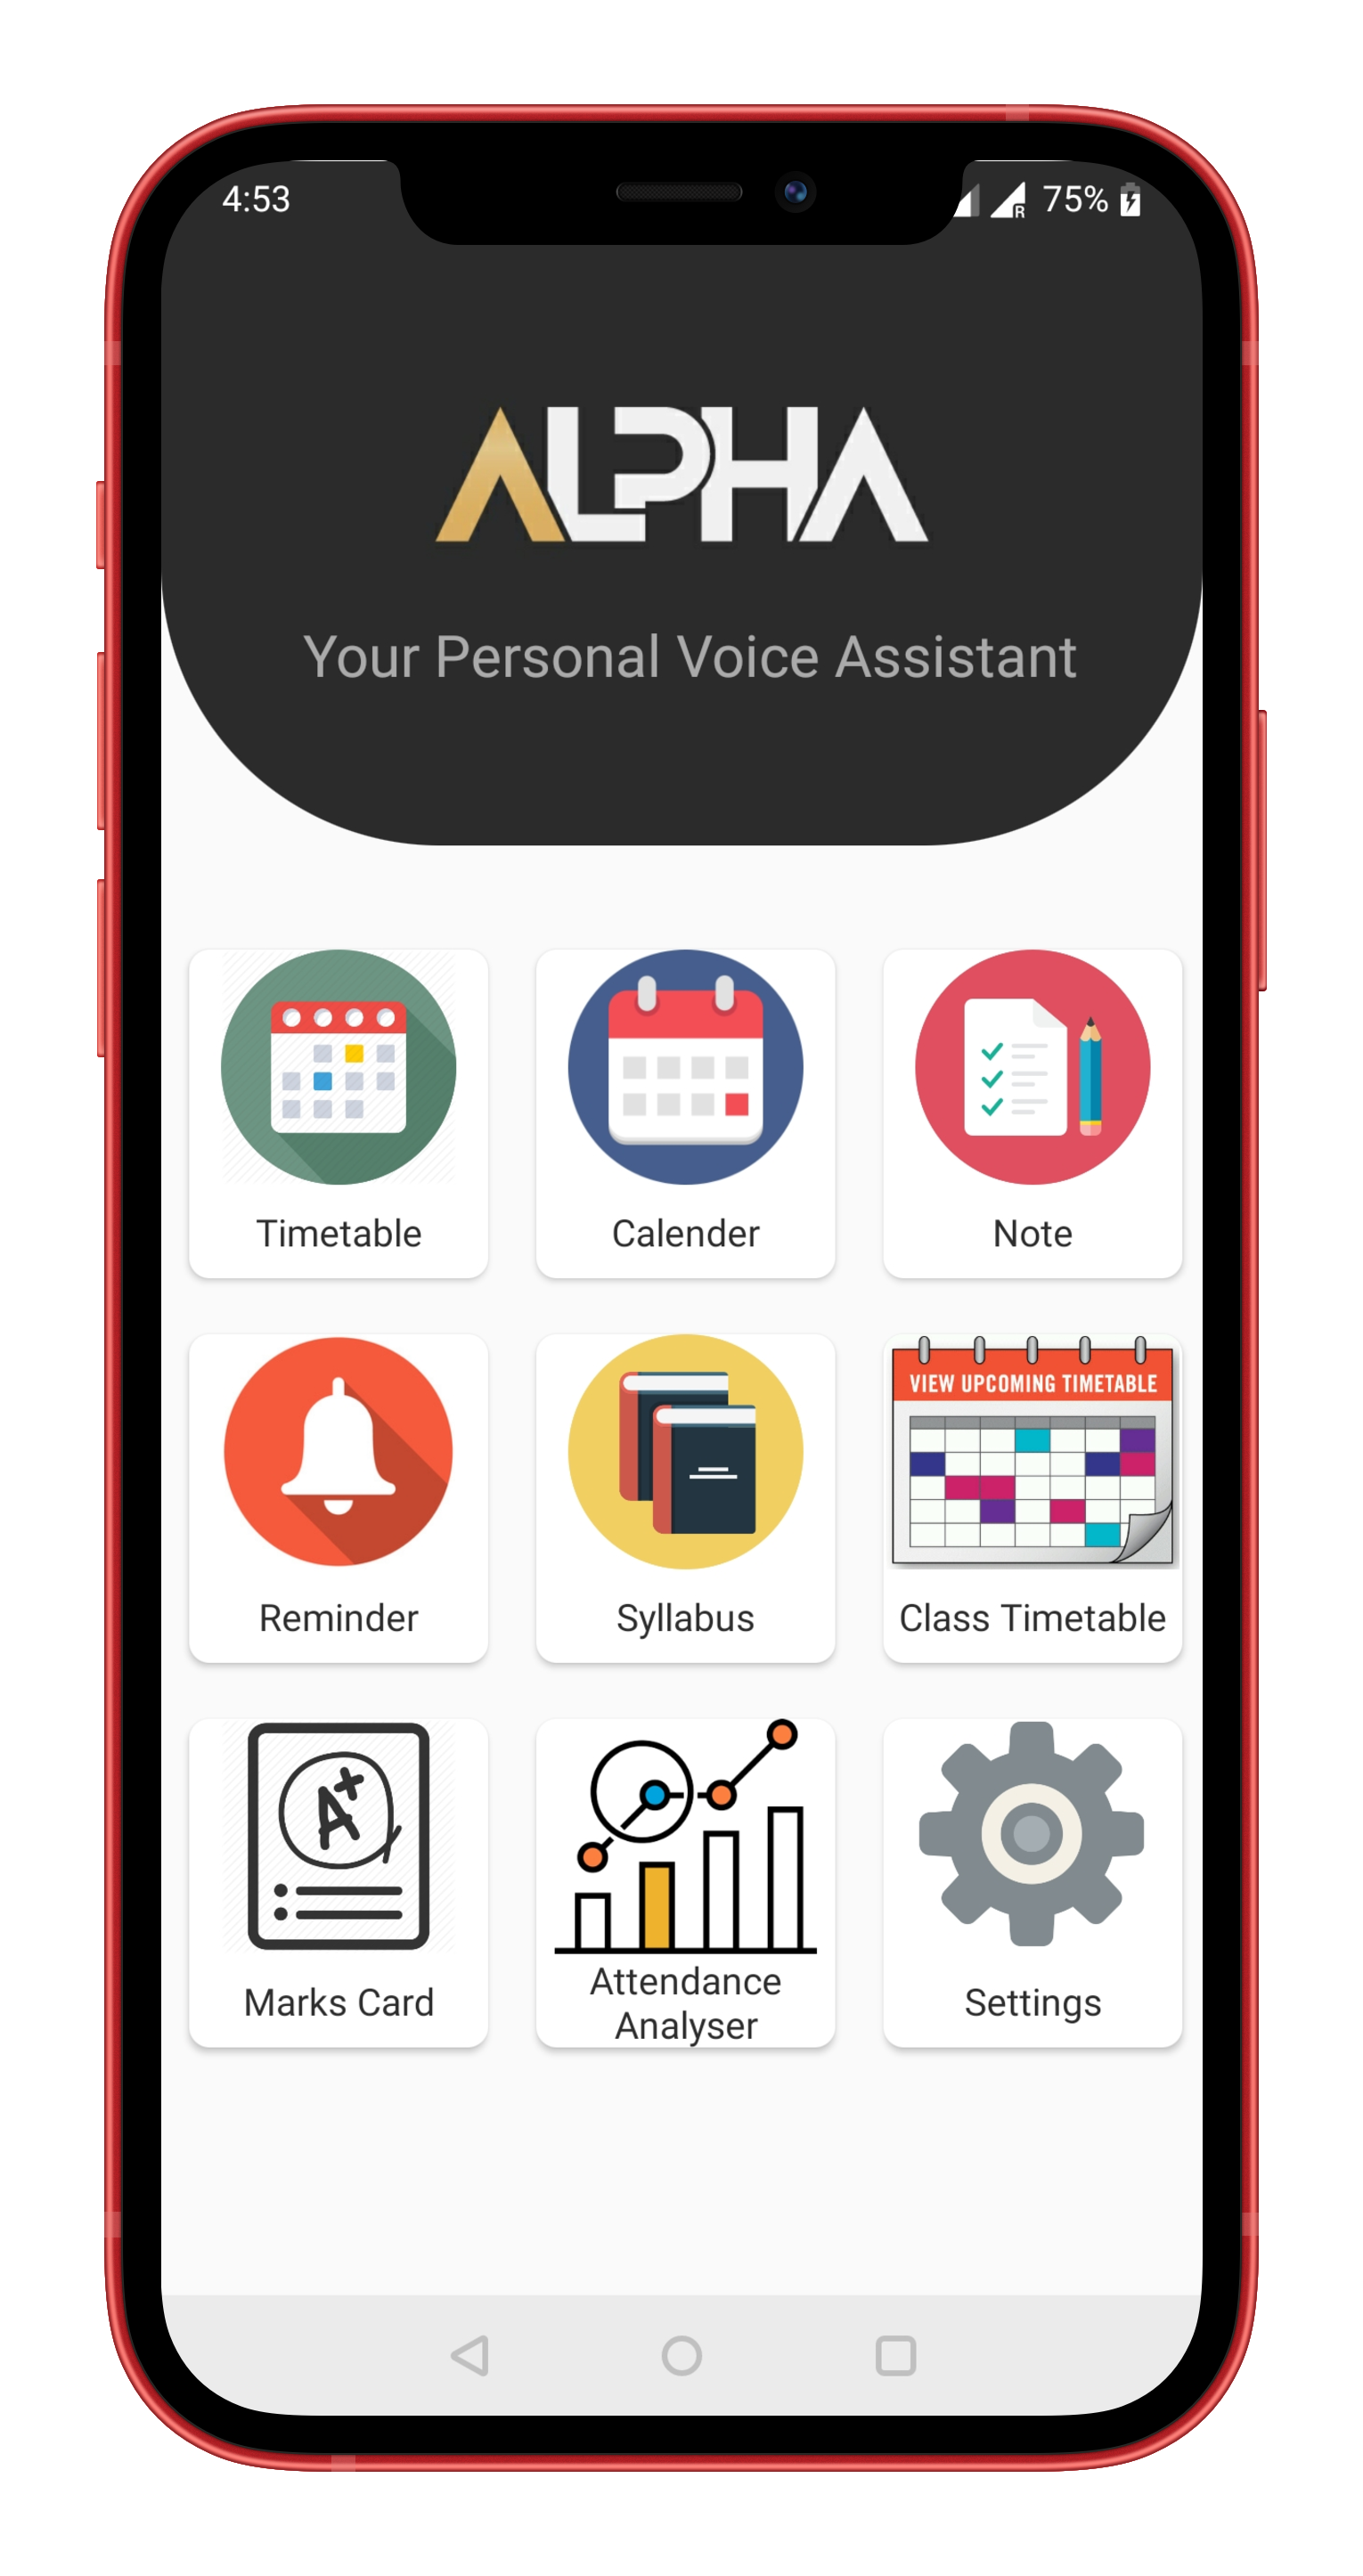 4:53
R 75%
ALPHA
Your Personal Voice Assistant
Timetable
Calender
Note
VIEW UPCOMING TIMETABLE
Reminder
Syllabus
Class Timetable
A+
Marks Card
Attendance
Analyser
Settings